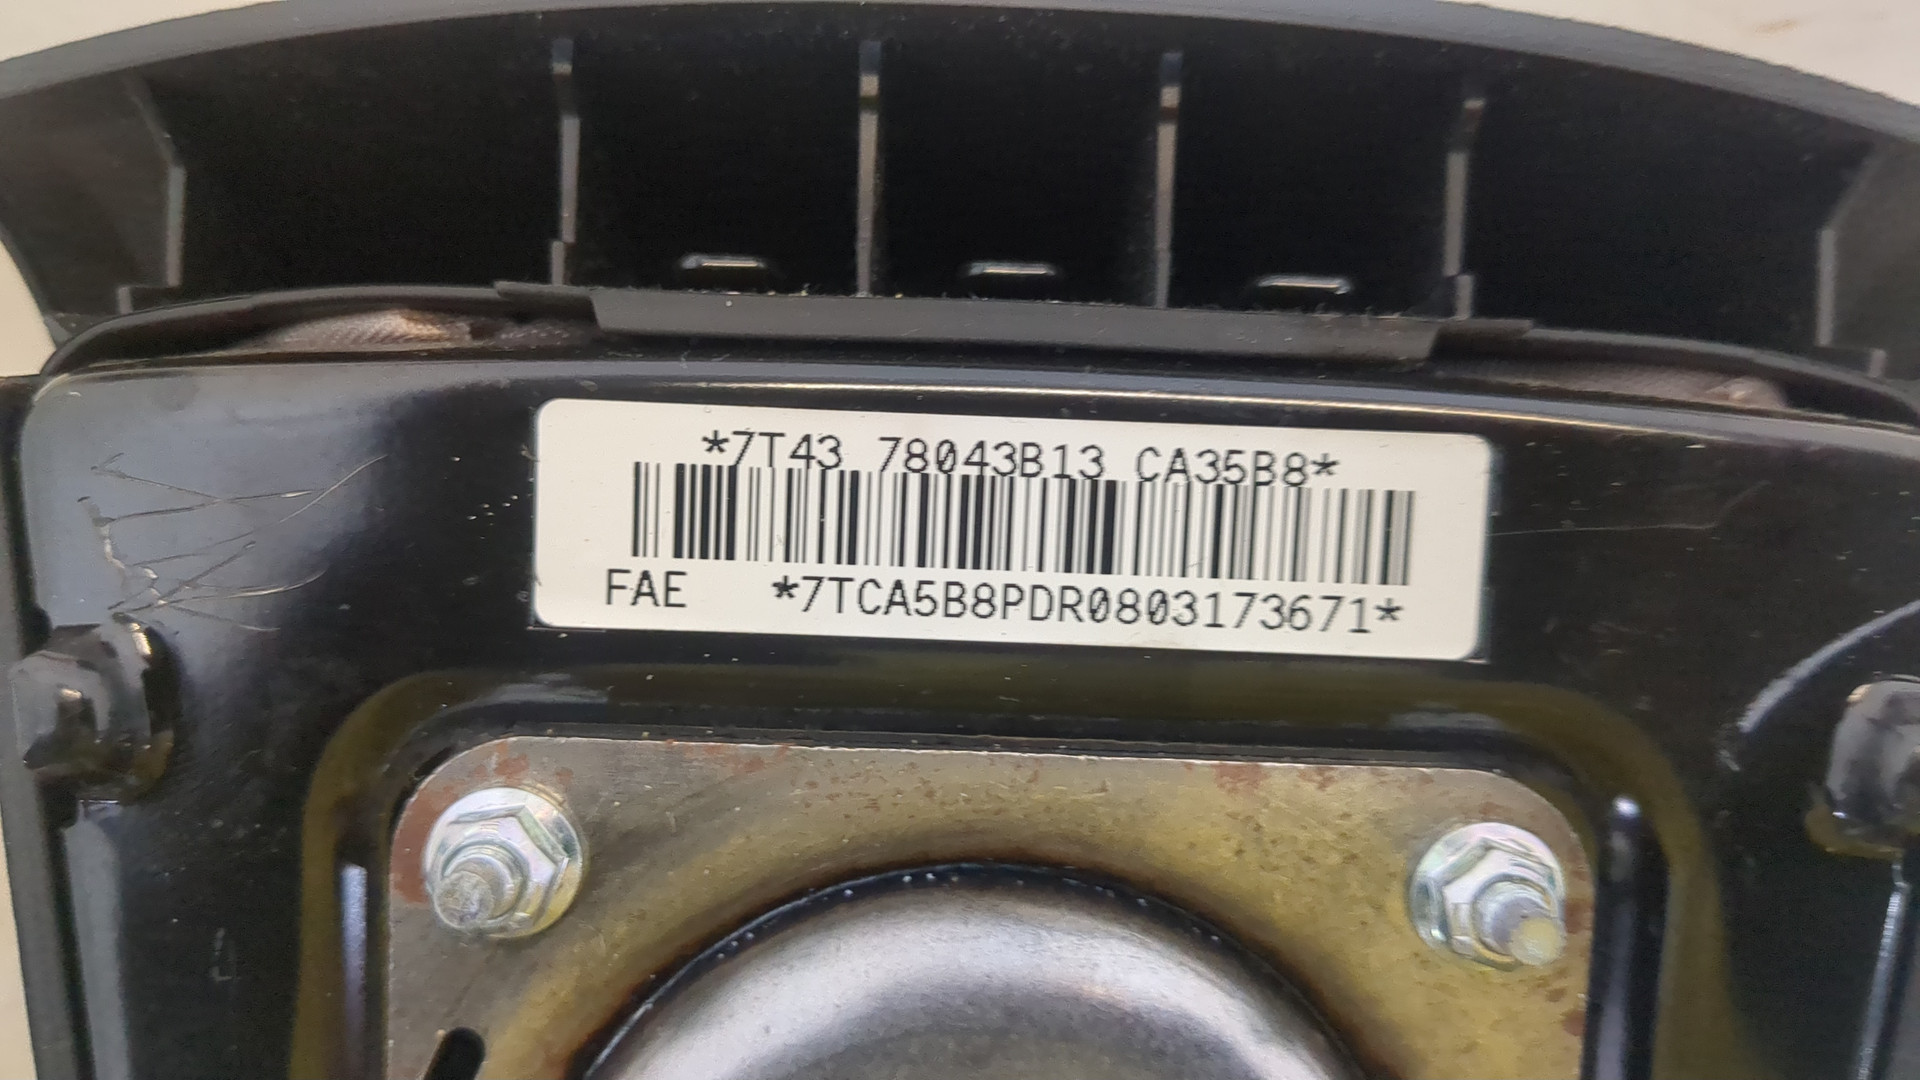 *7T43 78043B13 CA35B8*
FAE *7TCA5B8PDR0803173671*